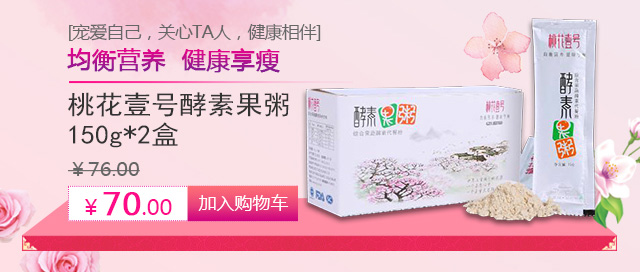 [宠爱自己，关心TA人，健康相伴]
均衡营养 健康享瘦
桃花壹号酵素果粥
150g*2盒
¥76.00
¥70.00
加入购物车
桃花壹号
酵素
果粥
桃花壹号
酵素
果粥